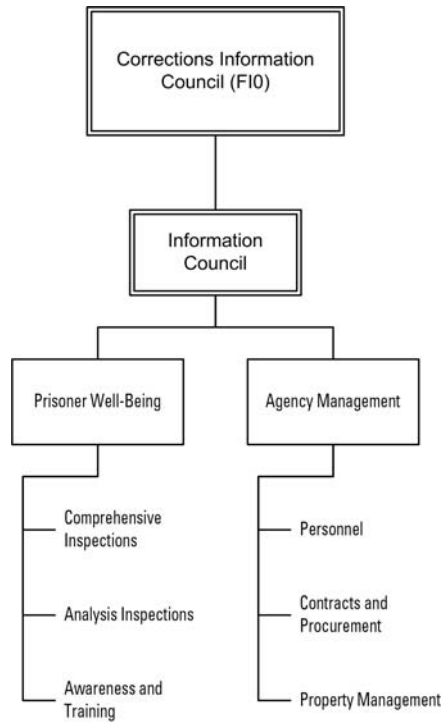 Corrections Information
Council (FI0)
Information
Council
Prisoner Well-Being
Agency Management
Comprehensive
Inspections
Analysis Inspections
Awareness and
Training
Personnel
Contracts and
Procurement
Property Management